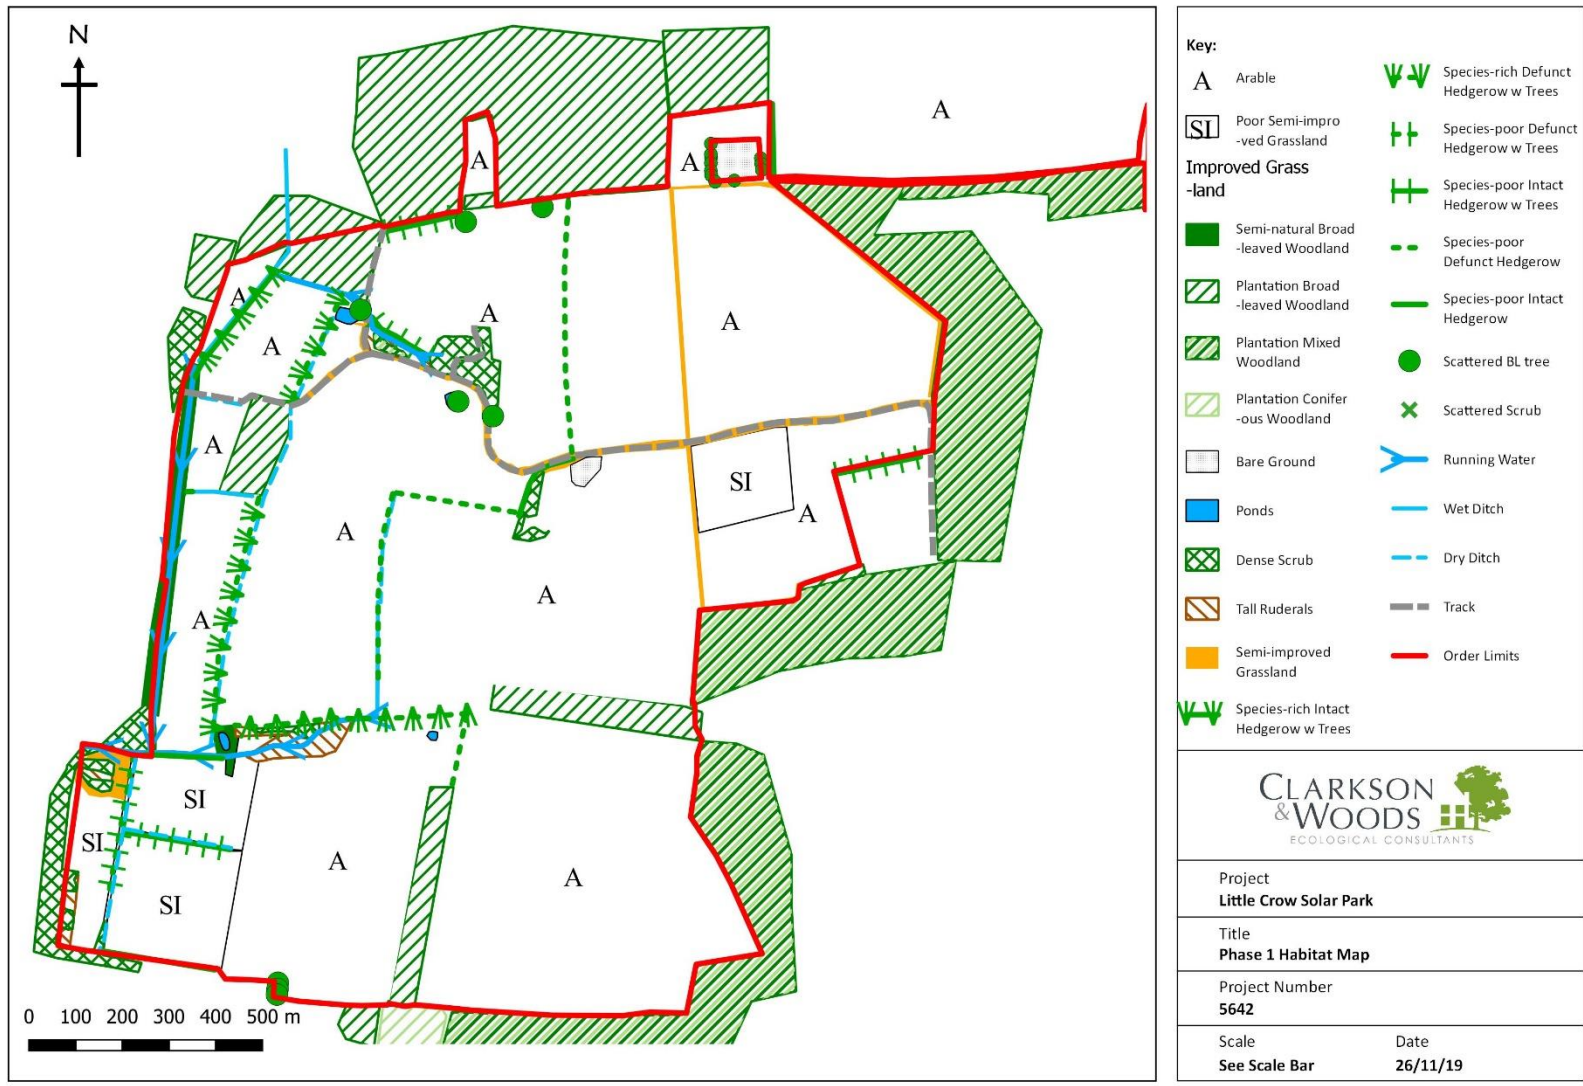 N
A
A
A
A
A
A
A
A
SI
A
A
A
A
A
SI
SI
SI
A
A
0 100 200 300 400 500 m
Key:
A Arable
SI Poor Semi-impro
-ved Grassland
Improved Grass
-land
Semi-natural Broad
-leaved Woodland
Plantation Broad
-leaved Woodland
Plantation Mixed
Woodland
Plantation Conifer
-ous Woodland
Bare Ground
Ponds
Dense Scrub
Tall Ruderals
Semi-improved
Grassland
Species-rich Intact
Hedgerow w Trees
Species-rich Defunct
Hedgerow w Trees
Species-poor Defunct
Hedgerow w Trees
Species-poor Intact
Hedgerow w Trees
Species-poor
Defunct Hedgerow
Species-poor Intact
Hedgerow
Scattered BL tree
Scattered Scrub
Running Water
Wet Ditch
Dry Ditch
Track
Order Limits
CLARKSON
&WOODS
ECOLOGICAL CONSULTANTS
Project
Little Crow Solar Park
Title
Phase 1 Habitat Map
Project Number
5642
Scale Date
See Scale Bar 26/11/19